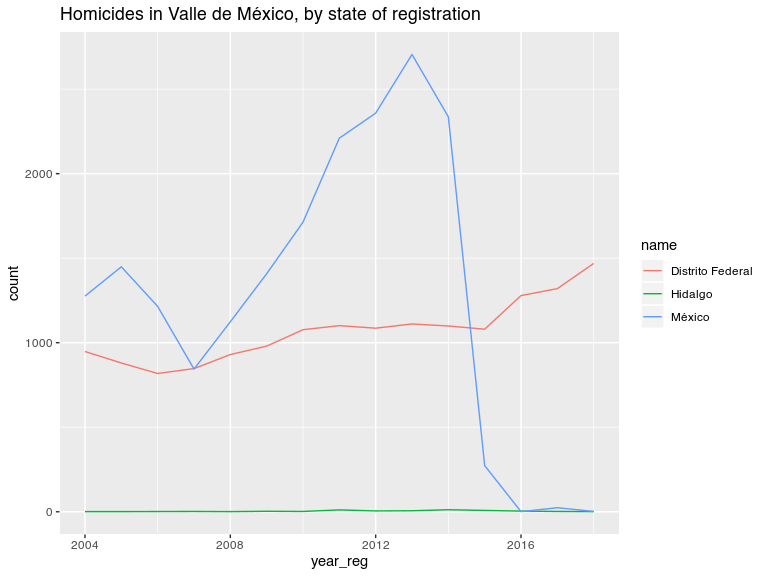 Homicides in Valle de México, by state of registration
count
2000
1000
0
2004 2008 2012 2016
year_reg
name
Distrito Federal
Hidalgo
México